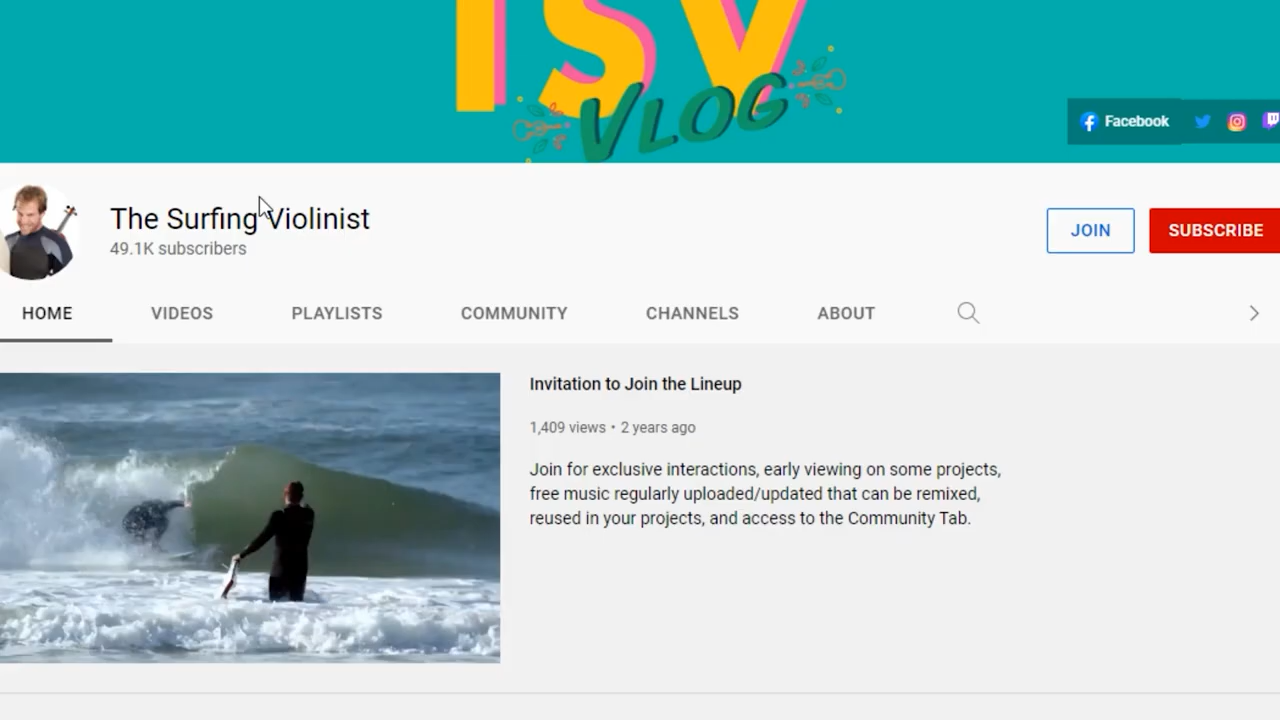 TSV
VLOG
Facebook
The Surfing Violinist
49.1K subscribers
JOIN
SUBSCRIBE
HOME
VIDEOS
PLAYLISTS
COMMUNITY
CHANNELS
ABOUT
Invitation to Join the Lineup
1,409 views • 2 years ago
Join for exclusive interactions, early viewing on some projects,
free music regularly uploaded/updated that can be remixed,
reused in your projects, and access to the Community Tab.